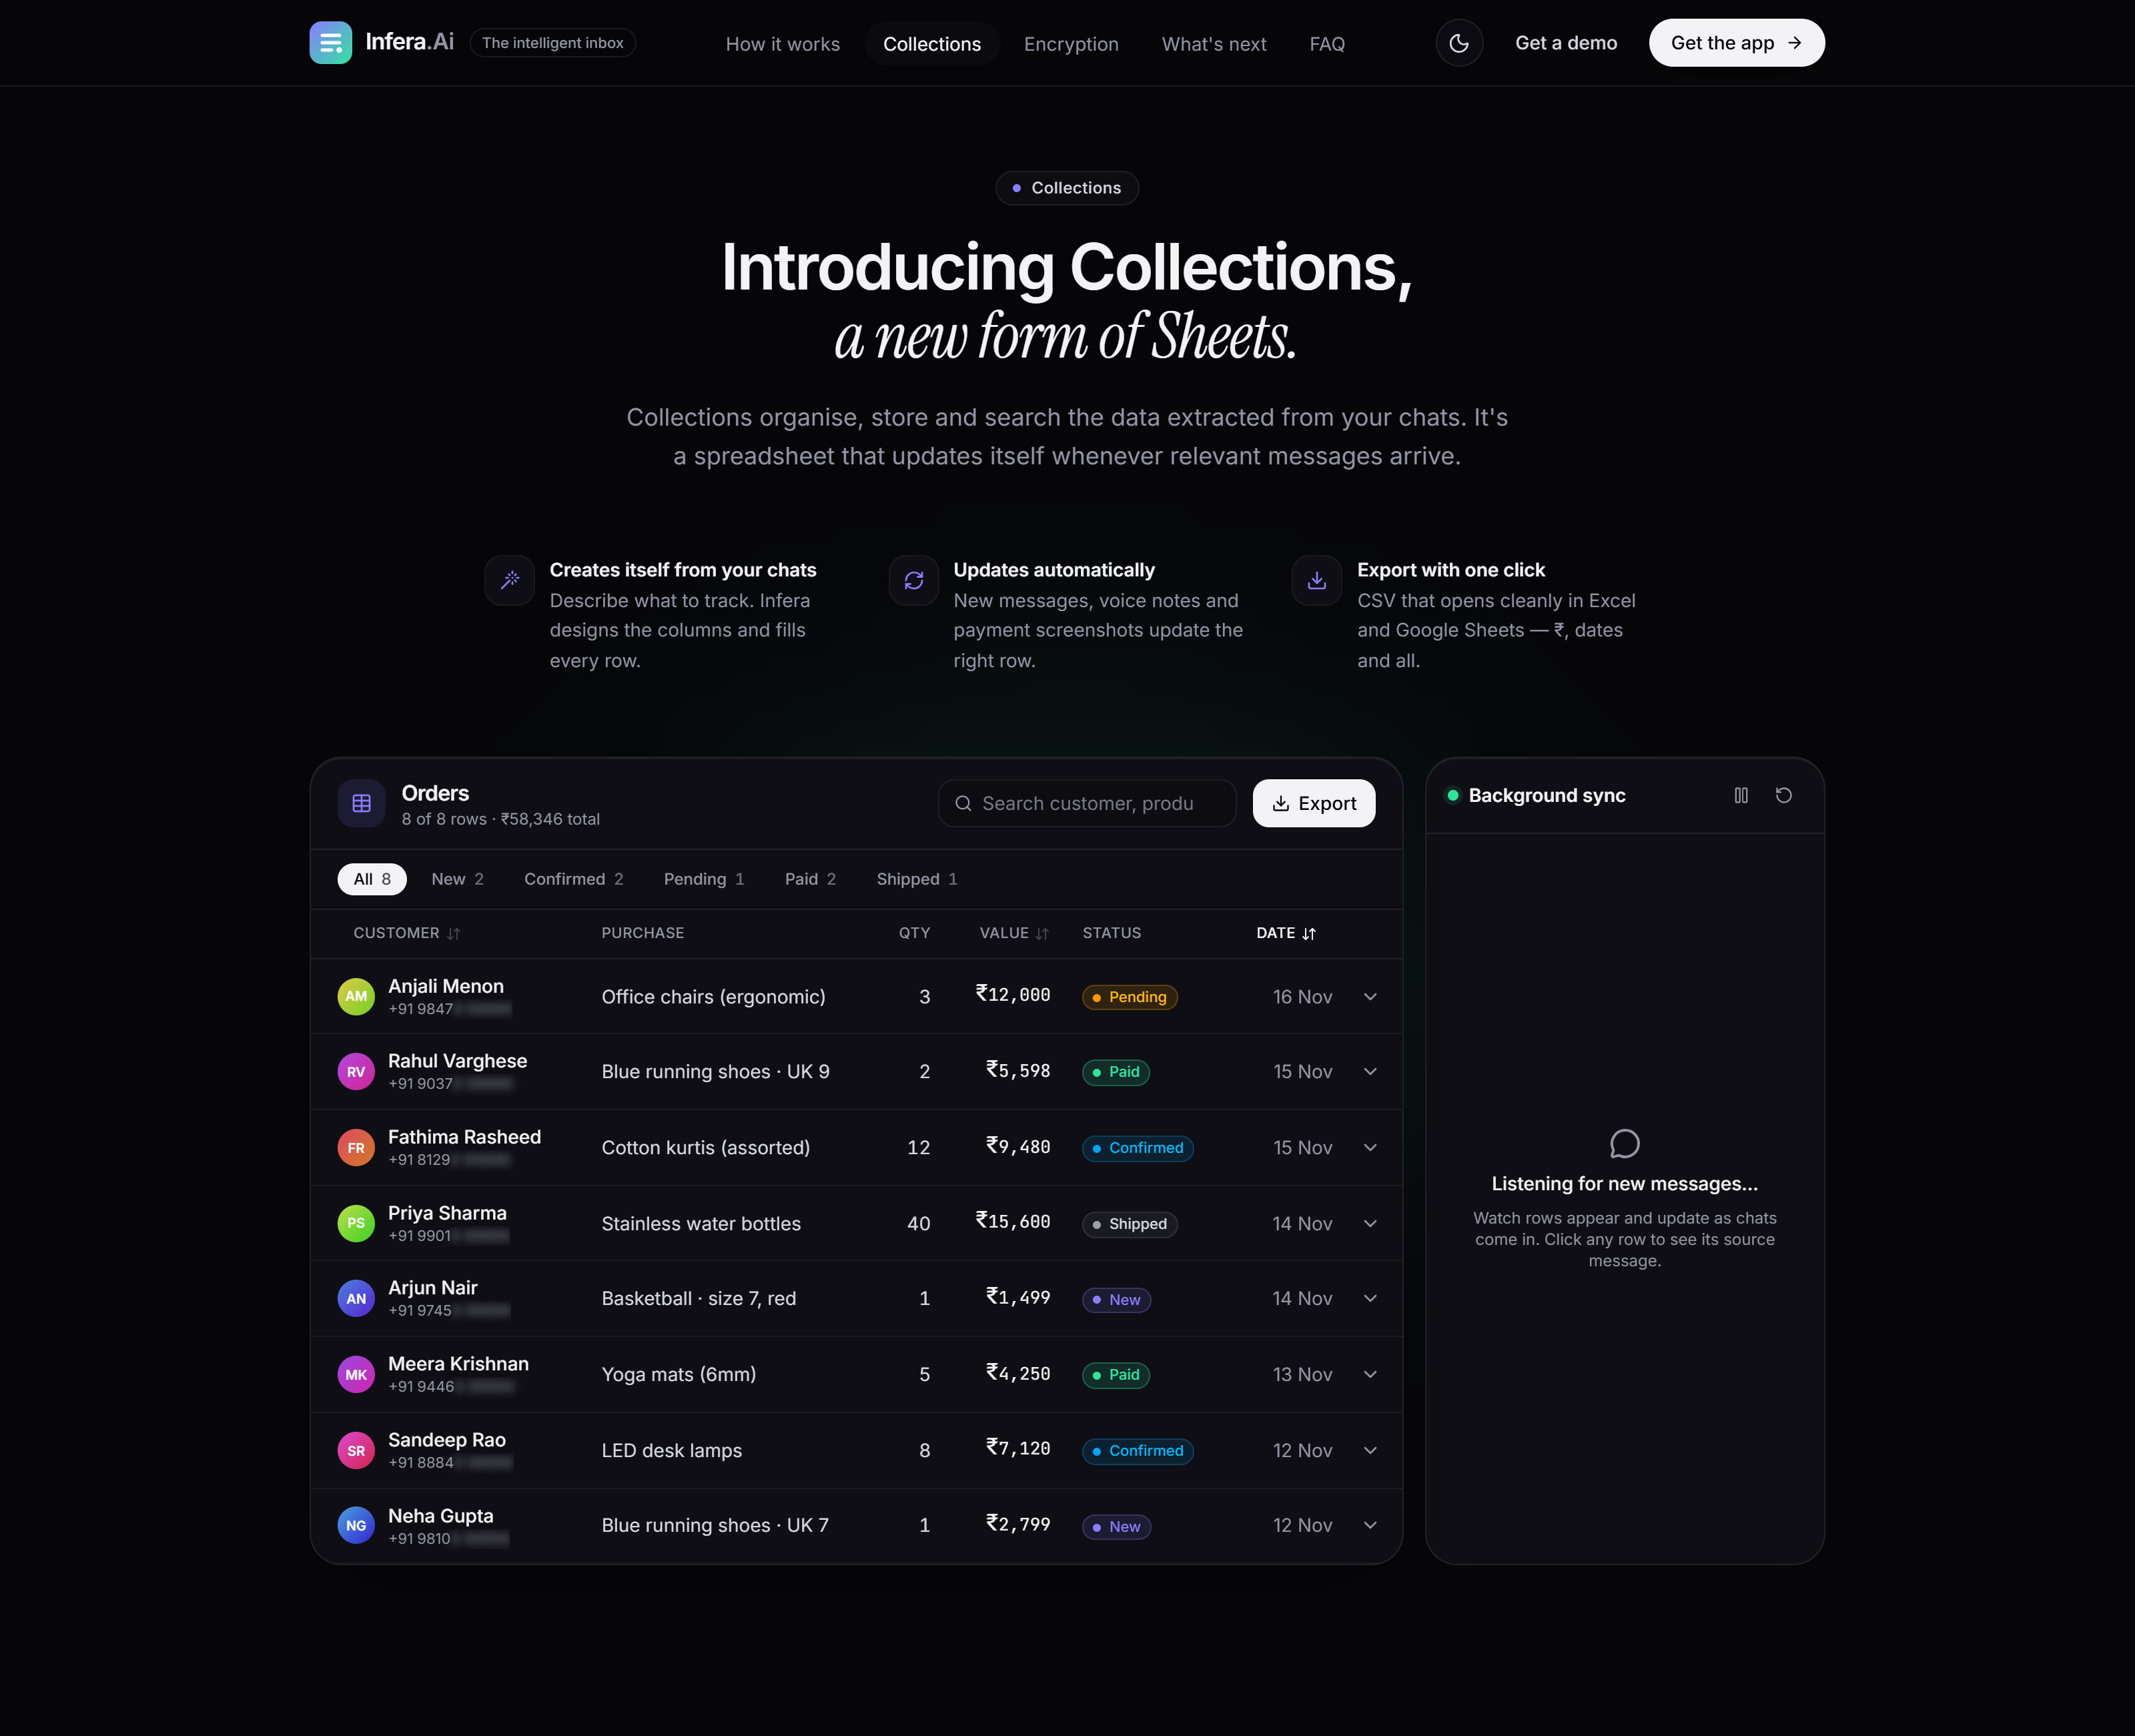 Infera.Ai
The intelligent inbox
How it works
Collections
Encryption
What's next
FAQ
Get a demo
Get the app
Collections
Introducing Collections,
a new form of Sheets.
Collections organise, store and search the data extracted from your chats. It's
a spreadsheet that updates itself whenever relevant messages arrive.
Creates itself from your chats
Describe what to track. Infera
designs the columns and fills
every row.
Updates automatically
New messages, voice notes and
payment screenshots update the
right row.
Export with one click
CSV that opens cleanly in Excel
and Google Sheets — ₹, dates
and all.
Orders
8 of 8 rows · ₹58,346 total
Search customer, produ
Export
All 8
New 2
Confirmed 2
Pending 1
Paid 2
Shipped 1
CUSTOMER PURCHASE QTY VALUE STATUS DATE
AM Anjali Menon
+91 9847
Office chairs (ergonomic) 3 ₹12,000 Pending 16 Nov
RV Rahul Varghese
+91 9037
Blue running shoes · UK 9 2 ₹5,598 Paid 15 Nov
FR Fathima Rasheed
+91 8129
Cotton kurtis (assorted) 12 ₹9,480 Confirmed 15 Nov
PS Priya Sharma
+91 9901
Stainless water bottles 40 ₹15,600 Shipped 14 Nov
AN Arjun Nair
+91 9745
Basketball · size 7, red 1 ₹1,499 New 14 Nov
MK Meera Krishnan
+91 9446
Yoga mats (6mm) 5 ₹4,250 Paid 13 Nov
SR Sandeep Rao
+91 8884
LED desk lamps 8 ₹7,120 Confirmed 12 Nov
NG Neha Gupta
+91 9810
Blue running shoes · UK 7 1 ₹2,799 New 12 Nov
Background sync
Listening for new messages...
Watch rows appear and update as chats
come in. Click any row to see its source
message.